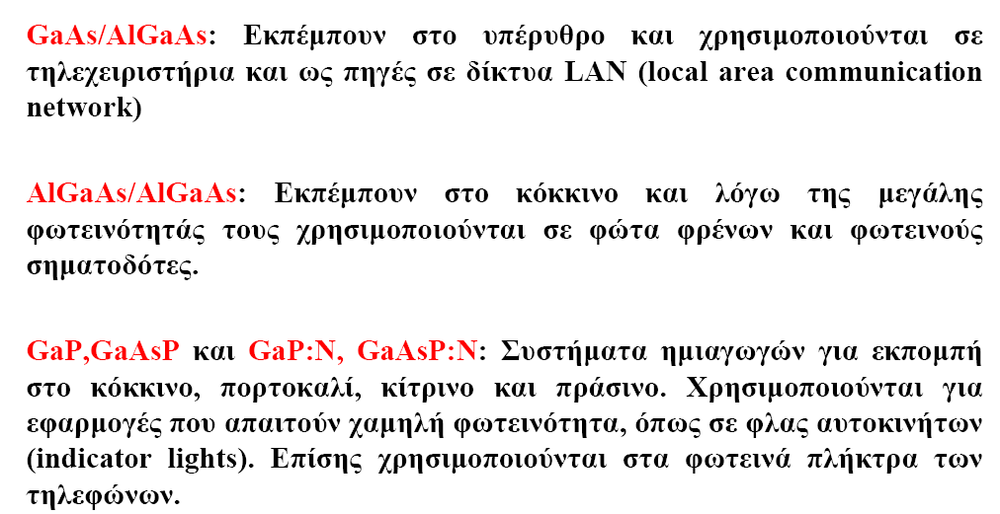 GaAs/AlGaAs: Εκπέμπουν στο υπέρυθρο και χρησιμοποιούνται σε
τηλεχειριστήρια και ως πηγές σε δίκτυα LAN (local area communication
network)
AlGaAs/AlGaAs: Εκπέμπουν στο κόκκινο και λόγω της μεγάλης
φωτεινότητάς τους χρησιμοποιούνται σε φώτα φρένων και φωτεινούς
σηματοδότες.
GaP,GaAsP και GaP:N, GaAsP:N: Συστήματα ημιαγωγών για εκπομπή
στο κόκκινο, πορτοκαλί, κίτρινο και πράσινο. Χρησιμοποιούνται για
εφαρμογές που απαιτούν χαμηλή φωτεινότητα, όπως σε φλας αυτοκινήτων
(indicator lights). Επίσης χρησιμοποιούνται στα φωτεινά πλήκτρα των
τηλεφώνων.